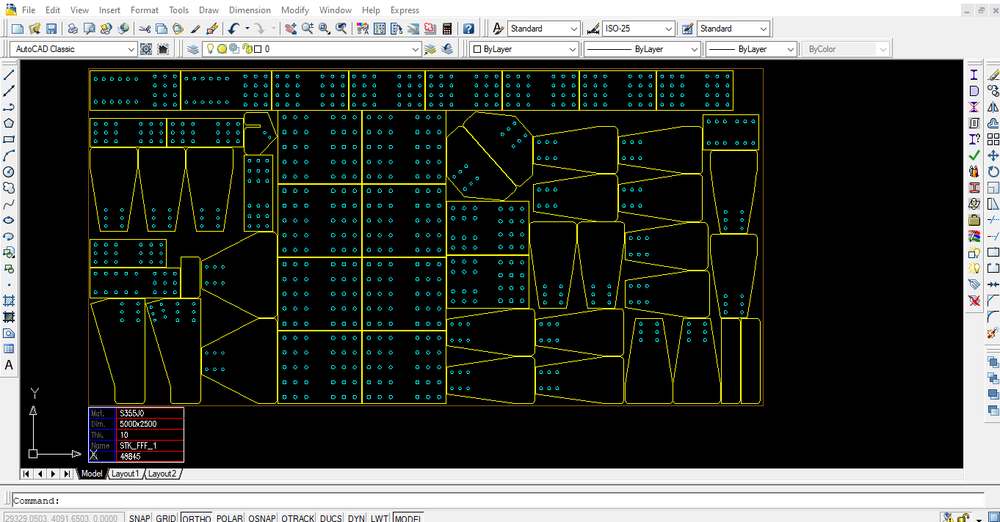 File Edit View Insert Format Tools Draw Dimension Modify Window Help Express
Standard ISO-25 Standard
AutoCAD Classic 0 ByLayer ByLayer ByLayer ByColor
A
Y
X
Mat. S355J0
Dim. 5000x2500
Thk. 10
Name STK_FFF_1
48645
Model Layout1 Layout2
Command:
29329.0503, 4091.6503, 0.0000 SNAP GRID ORTHO POLAR OSNAP OTRACK DUCS DYN LWT MODEL